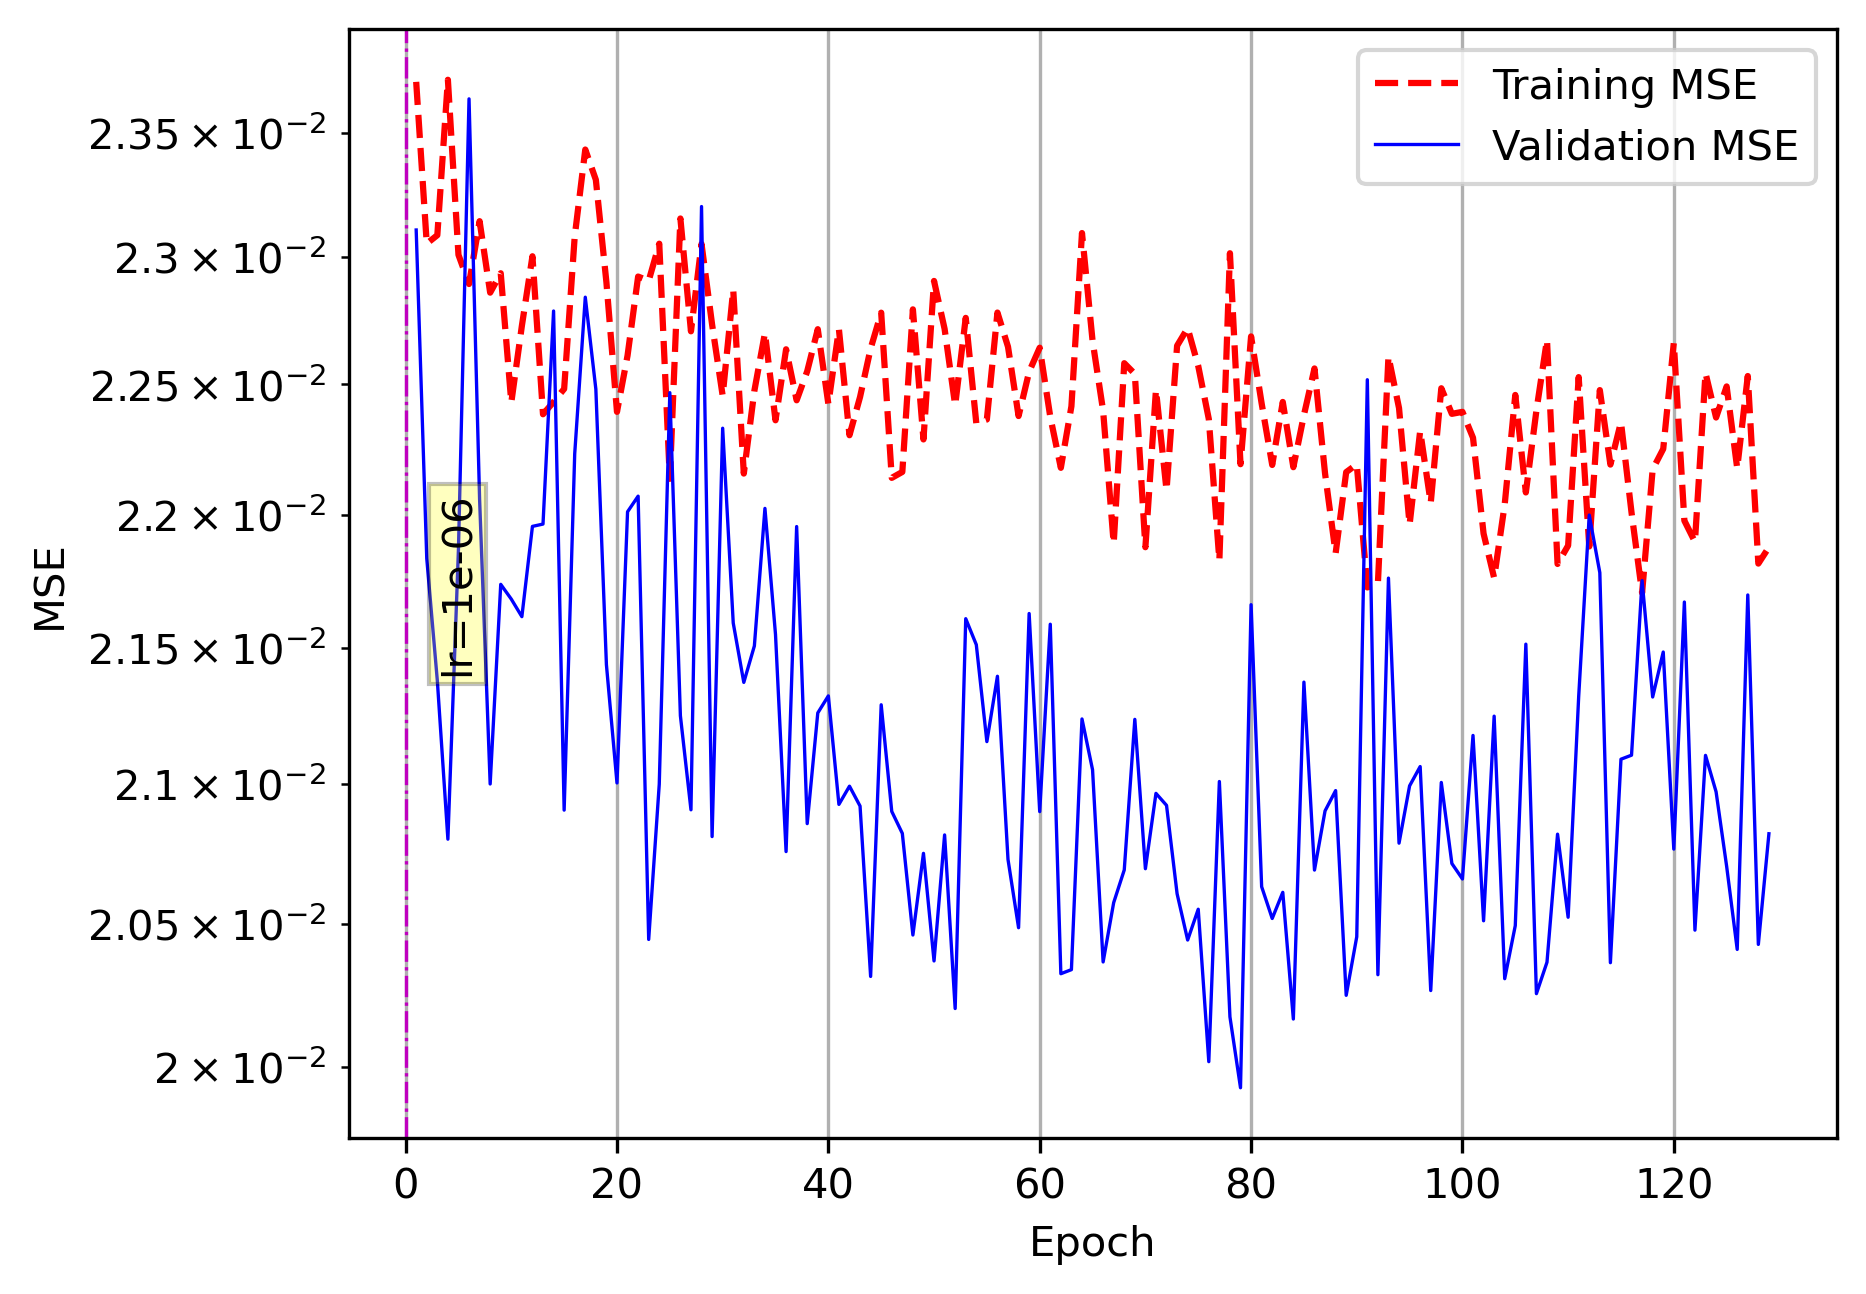 Training MSE
Validation MSE
2.35 × 10⁻²
2.3 × 10⁻²
2.25 × 10⁻²
2.2 × 10⁻²
2.15 × 10⁻²
2.1 × 10⁻²
2.05 × 10⁻²
2 × 10⁻²
MSE
lr=1e-06
0 20 40 60 80 100 120
Epoch